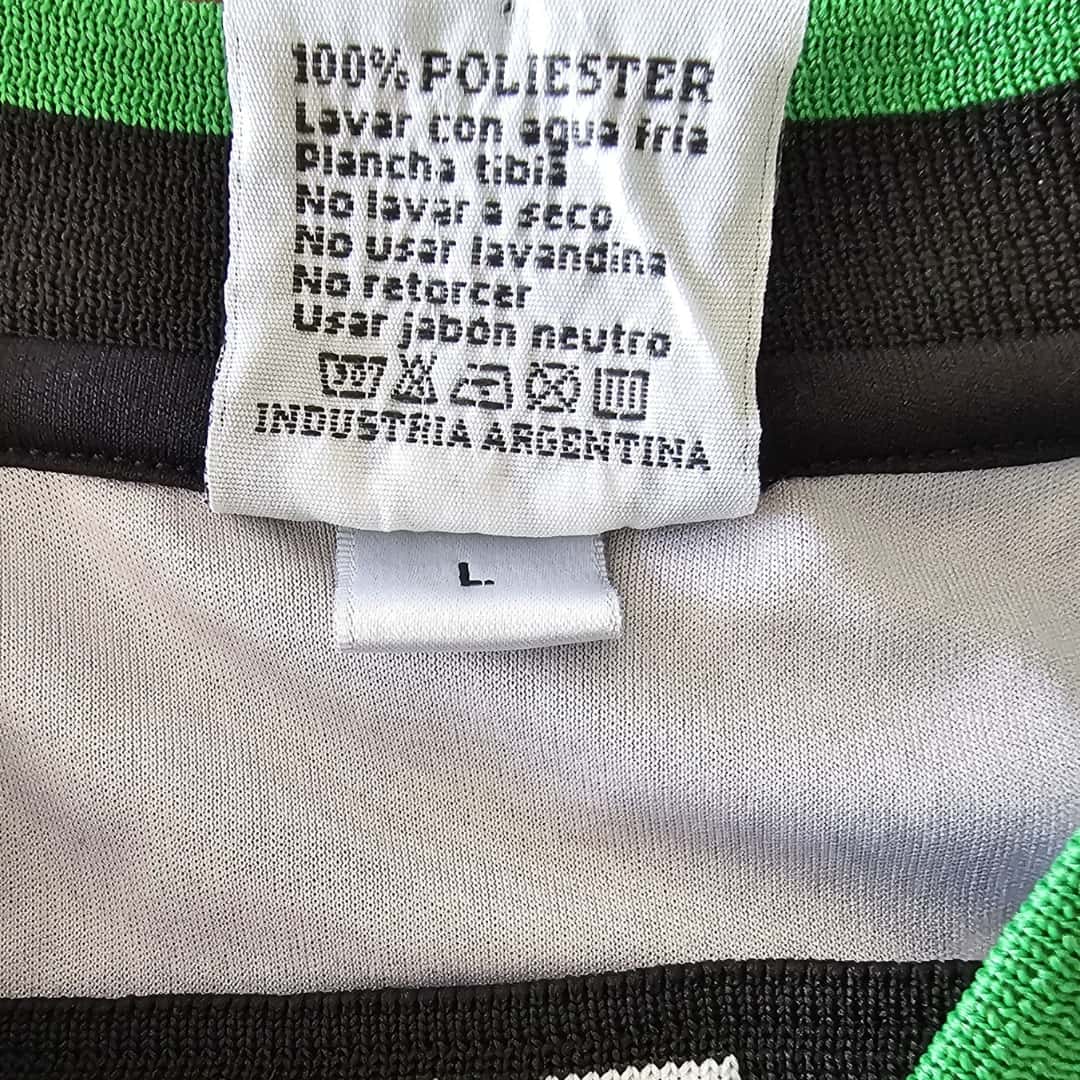 100% POLIESTER
Lavar con agua fría
Plancha tibia
No lavar a seco
No usar lavandina
No retorcer
Usar jabón neutro
INDUSTRIA ARGENTINA
L.